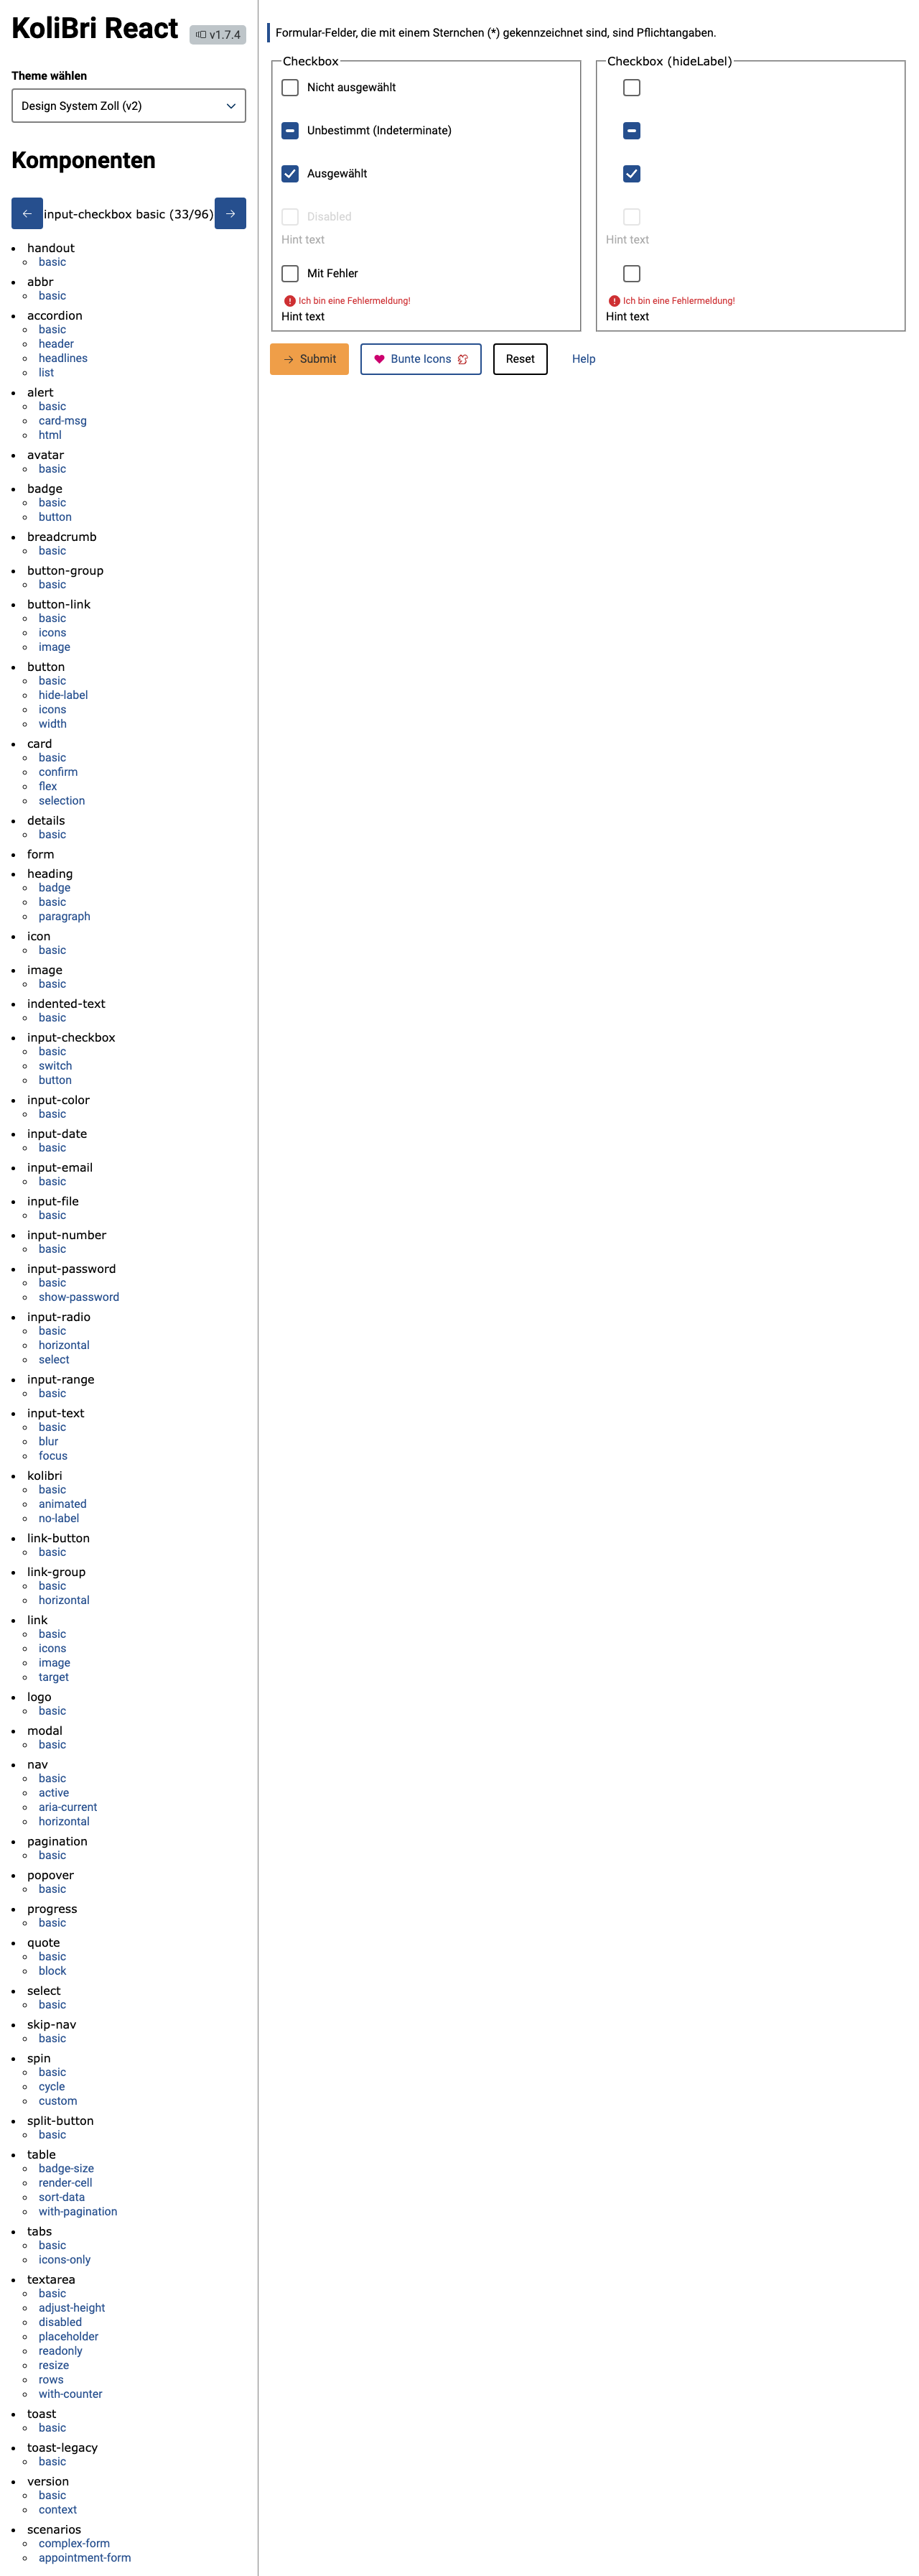 KoliBri React
v1.7.4
Theme wählen
Design System Zoll (v2)
Komponenten
input-checkbox basic (33/96)
handout
basic
abbr
basic
accordion
basic
header
headlines
list
alert
basic
card-msg
html
avatar
basic
badge
basic
button
breadcrumb
basic
button-group
basic
button-link
basic
icons
image
button
basic
hide-label
icons
width
card
basic
confirm
flex
selection
details
basic
form
heading
badge
basic
paragraph
icon
basic
image
basic
indented-text
basic
input-checkbox
basic
switch
button
input-color
basic
input-date
basic
input-email
basic
input-file
basic
input-number
basic
input-password
basic
show-password
input-radio
basic
horizontal
select
input-range
basic
input-text
basic
blur
focus
kolibri
basic
animated
no-label
link-button
basic
link-group
basic
horizontal
link
basic
icons
image
target
logo
basic
modal
basic
nav
basic
active
aria-current
horizontal
pagination
basic
popover
basic
progress
basic
quote
basic
block
select
basic
skip-nav
basic
spin
basic
cycle
custom
split-button
basic
table
badge-size
render-cell
sort-data
with-pagination
tabs
basic
icons-only
textarea
basic
adjust-height
disabled
placeholder
readonly
resize
rows
with-counter
toast
basic
toast-legacy
basic
version
basic
context
scenarios
complex-form
appointment-form
Formular-Felder, die mit einem Sternchen (*) gekennzeichnet sind, sind Pflichtangaben.
Checkbox
Nicht ausgewählt
Unbestimmt (Indeterminate)
Ausgewählt
Disabled
Hint text
Mit Fehler
Ich bin eine Fehlermeldung!
Hint text
Checkbox (hideLabel)
Hint text
Ich bin eine Fehlermeldung!
Hint text
Submit
Bunte Icons
Reset
Help